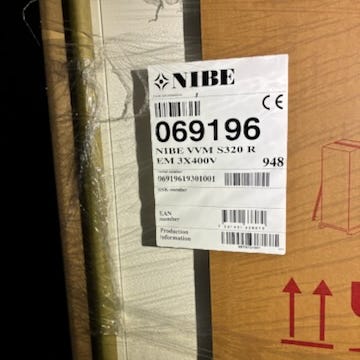 NIBE
CE
069196
NIBE VVM S320 R
EM 3X400V 948
Serial number
06919619301001
EAN
number
Production
information